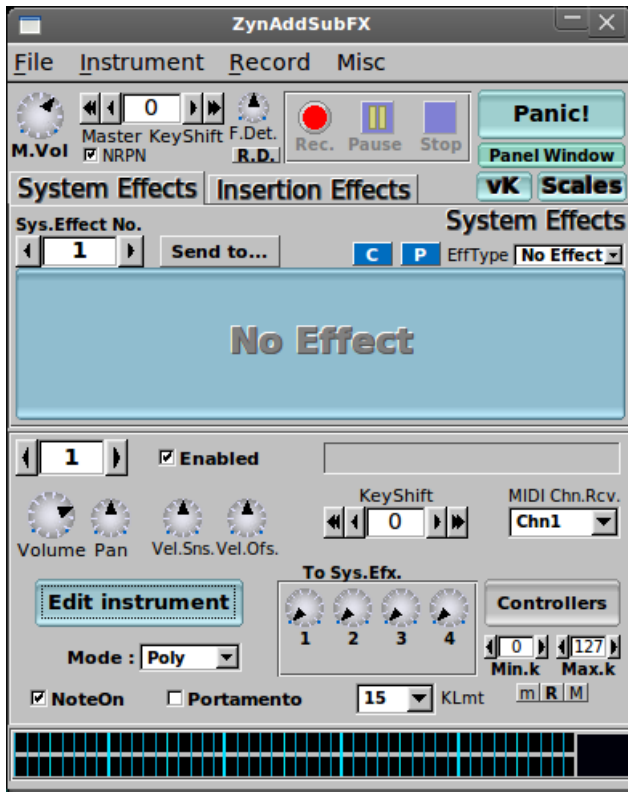 ZynAddSubFX
File Instrument Record Misc
0
M.Vol Master KeyShift F.Det.
NRPN R.D.
Rec. Pause Stop
Panic!
Panel Window
vK Scales
System Effects Insertion Effects
Sys.Effect No. System Effects
1 Send to... C P EffType No Effect
No Effect
1 Enabled
KeyShift MIDI Chn.Rcv.
0 Chn1
Volume Pan Vel.Sns. Vel.Ofs.
To Sys.Efx.
Edit instrument Controllers
1 2 3 4
0 127
Mode : Poly Min.k Max.k
NoteOn Portamento 15 KLmt m R M